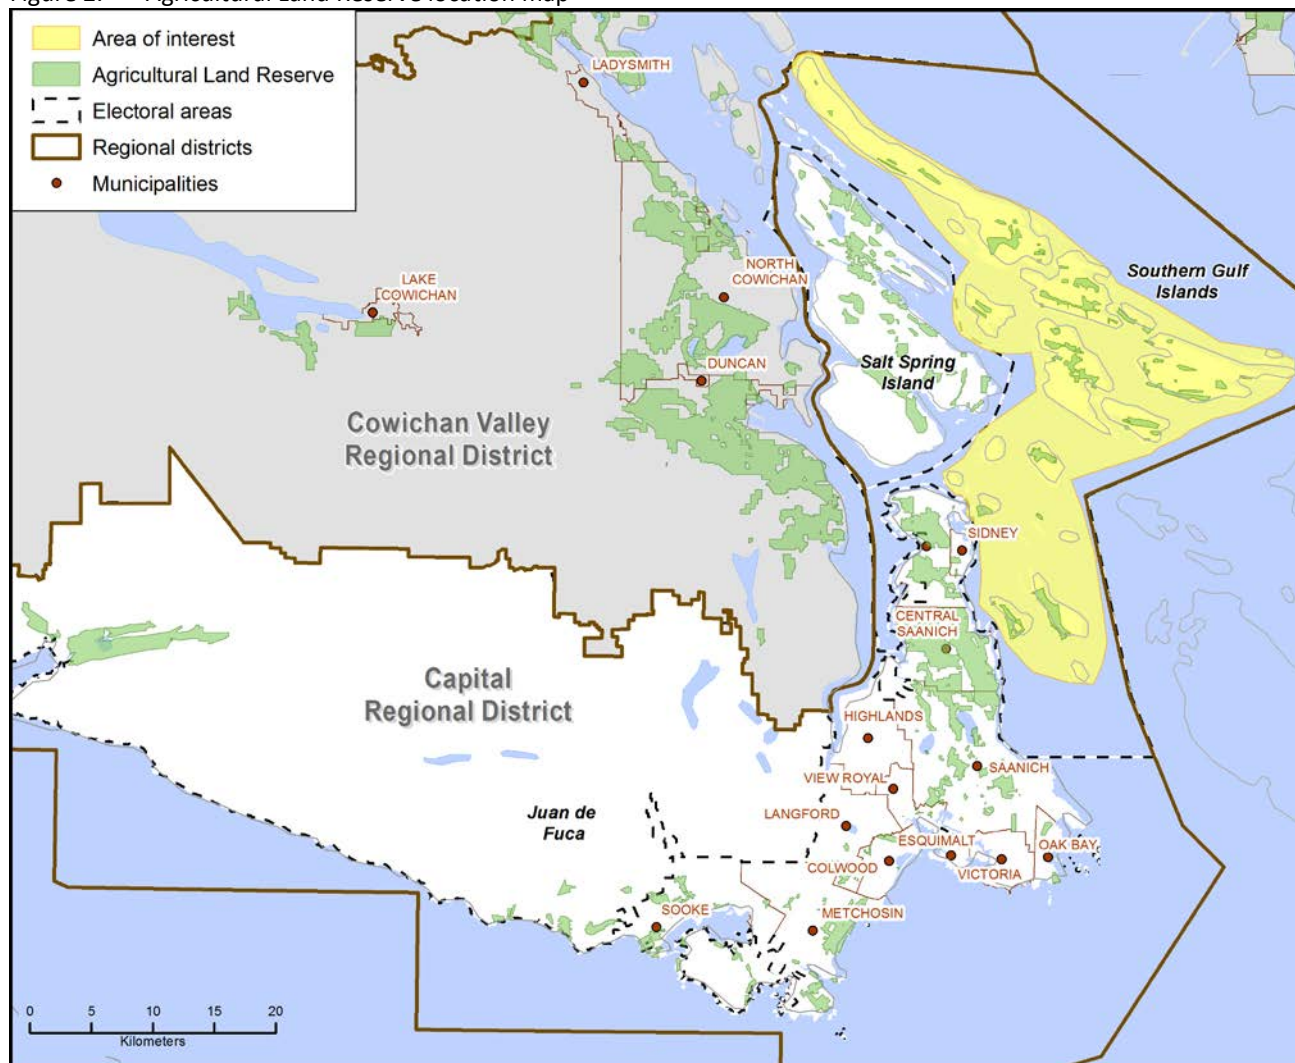 Figure 2. Agricultural Land Reserve location map
Area of interest
Agricultural Land Reserve
Electoral areas
Regional districts
Municipalities
LADYSMITH
LAKE
COWICHAN
NORTH
COWICHAN
DUNCAN
Southern Gulf
Islands
Salt Spring
Island
Cowichan Valley
Regional District
SIDNEY
CENTRAL
SAANICH
Capital
Regional District
HIGHLANDS
SAANICH
VIEW ROYAL
Juan de
Fuca
LANGFORD
ESQUIMALT
OAK BAY
COLWOOD
VICTORIA
SOOKE
METCHOSIN
0 5 10 15 20
Kilometers